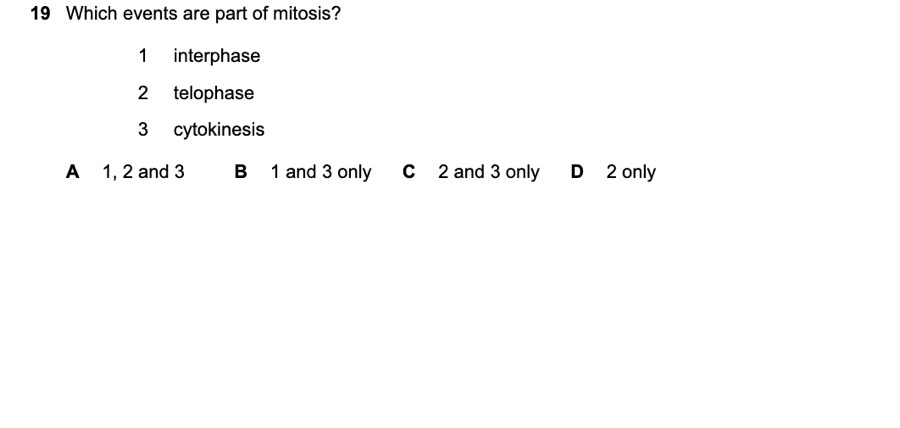 19 Which events are part of mitosis?
1 interphase
2 telophase
3 cytokinesis
A 1, 2 and 3 B 1 and 3 only C 2 and 3 only D 2 only